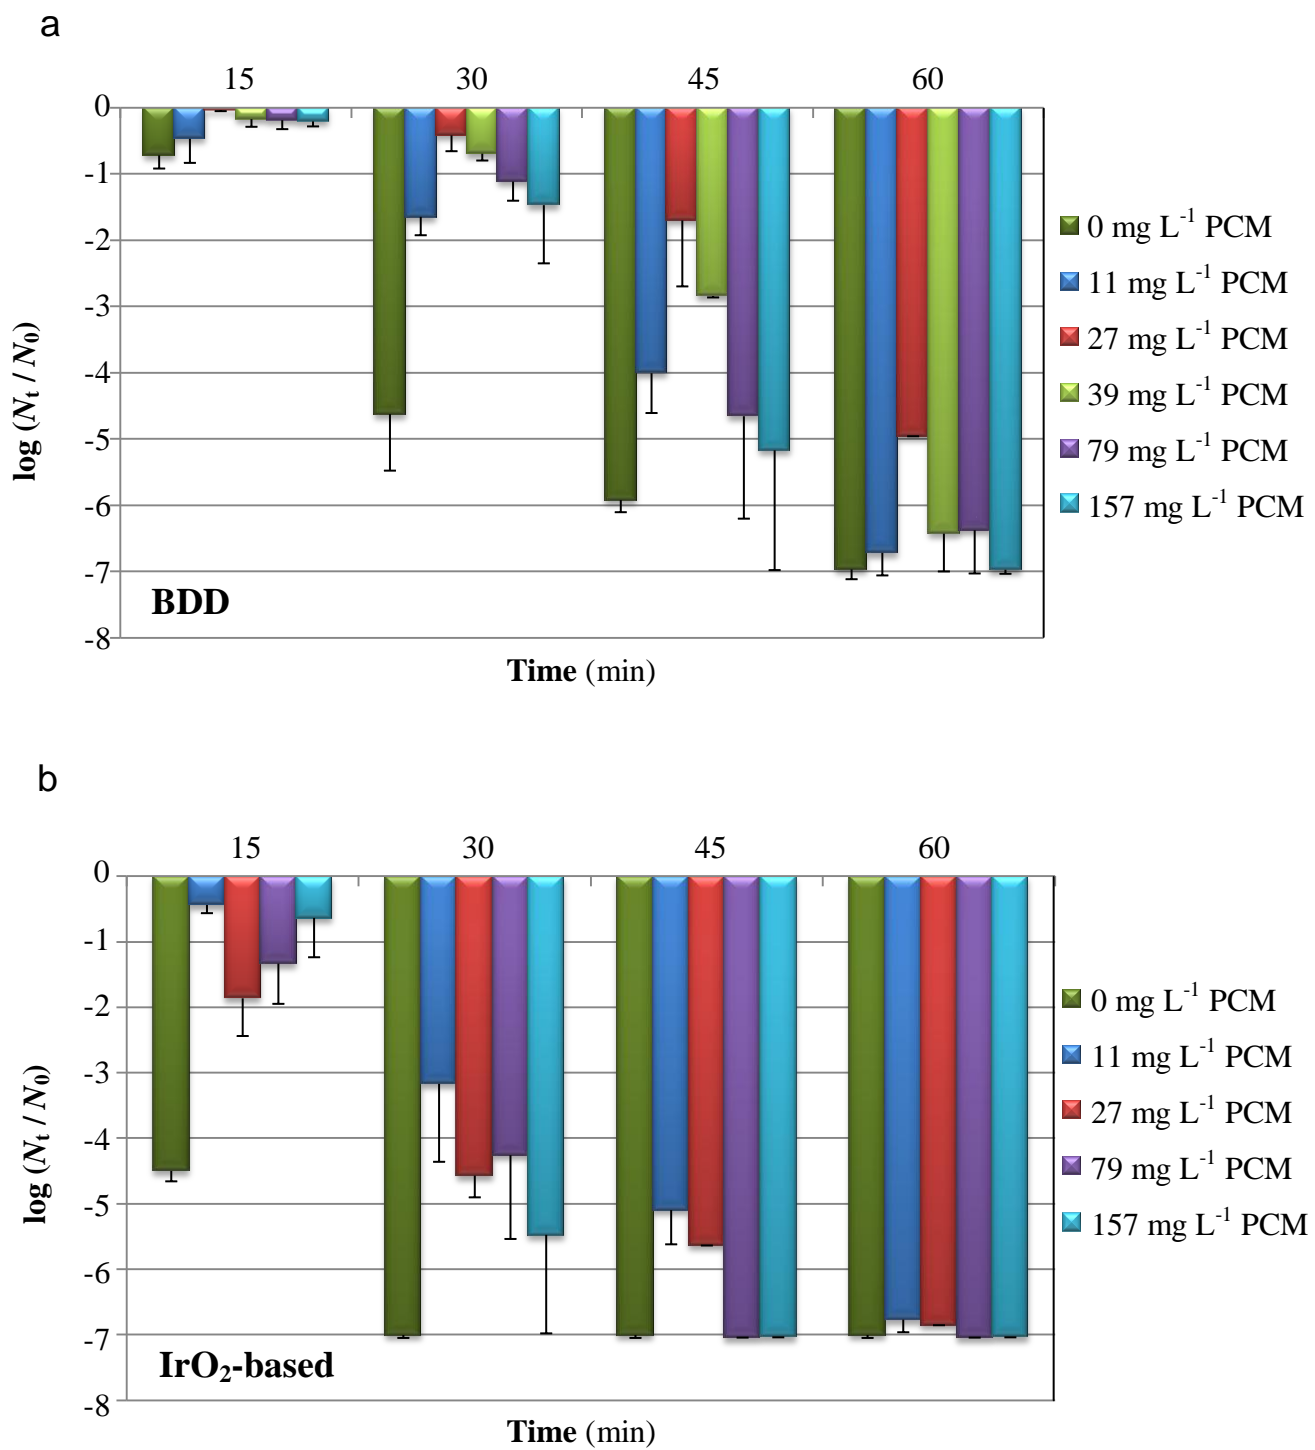 a
15 30 45 60
0
-1
-2
-3
-4
-5
-6
-7
-8
log (Nt / N0)
BDD
Time (min)
0 mg L-1 PCM
11 mg L-1 PCM
27 mg L-1 PCM
39 mg L-1 PCM
79 mg L-1 PCM
157 mg L-1 PCM
b
15 30 45 60
0
-1
-2
-3
-4
-5
-6
-7
-8
log (Nt / N0)
IrO2-based
Time (min)
0 mg L-1 PCM
11 mg L-1 PCM
27 mg L-1 PCM
79 mg L-1 PCM
157 mg L-1 PCM